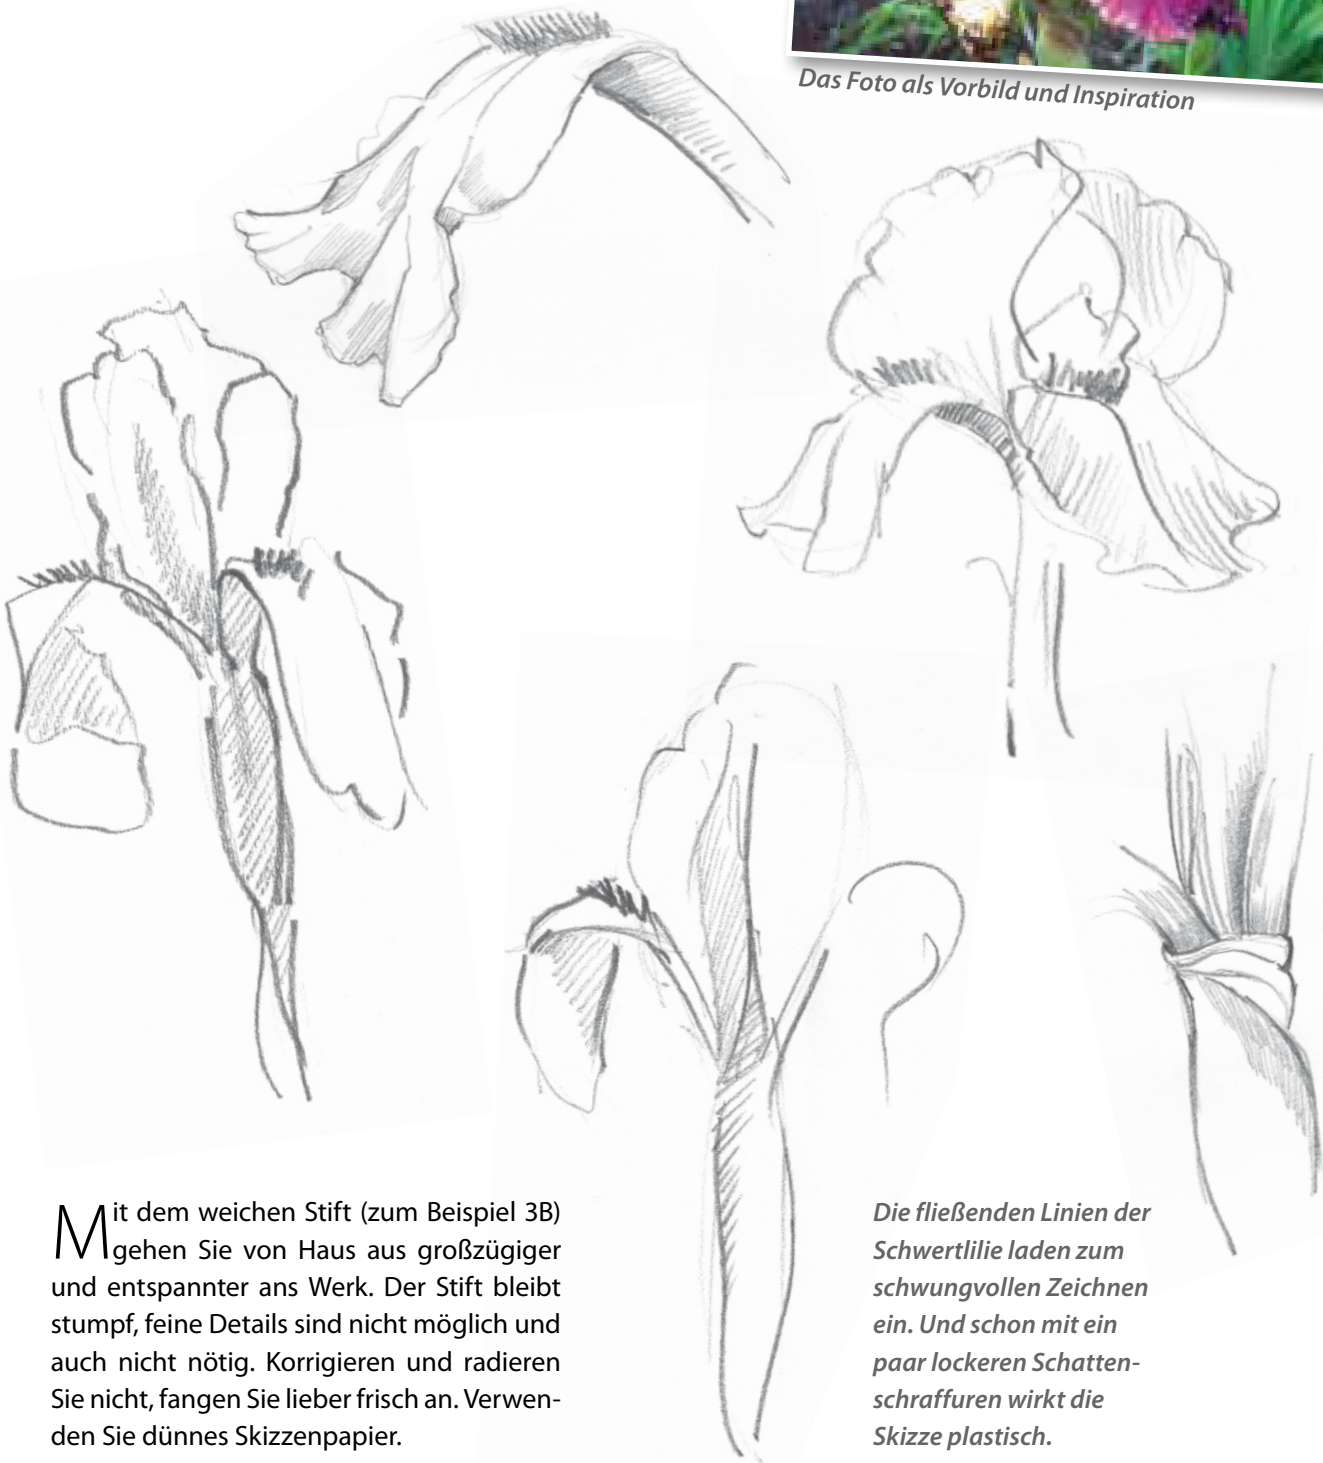 Das Foto als Vorbild und Inspiration
Mit dem weichen Stift (zum Beispiel 3B)
gehen Sie von Haus aus großzügiger
und entspannter ans Werk. Der Stift bleibt
stumpf, feine Details sind nicht möglich und
auch nicht nötig. Korrigieren und radieren
Sie nicht, fangen Sie lieber frisch an. Verwen-
den Sie dünnes Skizzenpapier.
Die fließenden Linien der
Schwertlilie laden zum
schwungvollen Zeichnen
ein. Und schon mit ein
paar lockeren Schatten-
schraffuren wirkt die
Skizze plastisch.